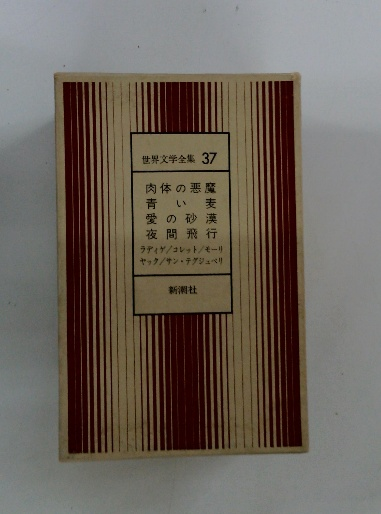 世界文学全集 37
肉体の悪魔
青い麦
愛の砂漠
夜間飛行
ラディゲ/コレット/モーリ
ヤック/サン・テグジュペリ
新潮社